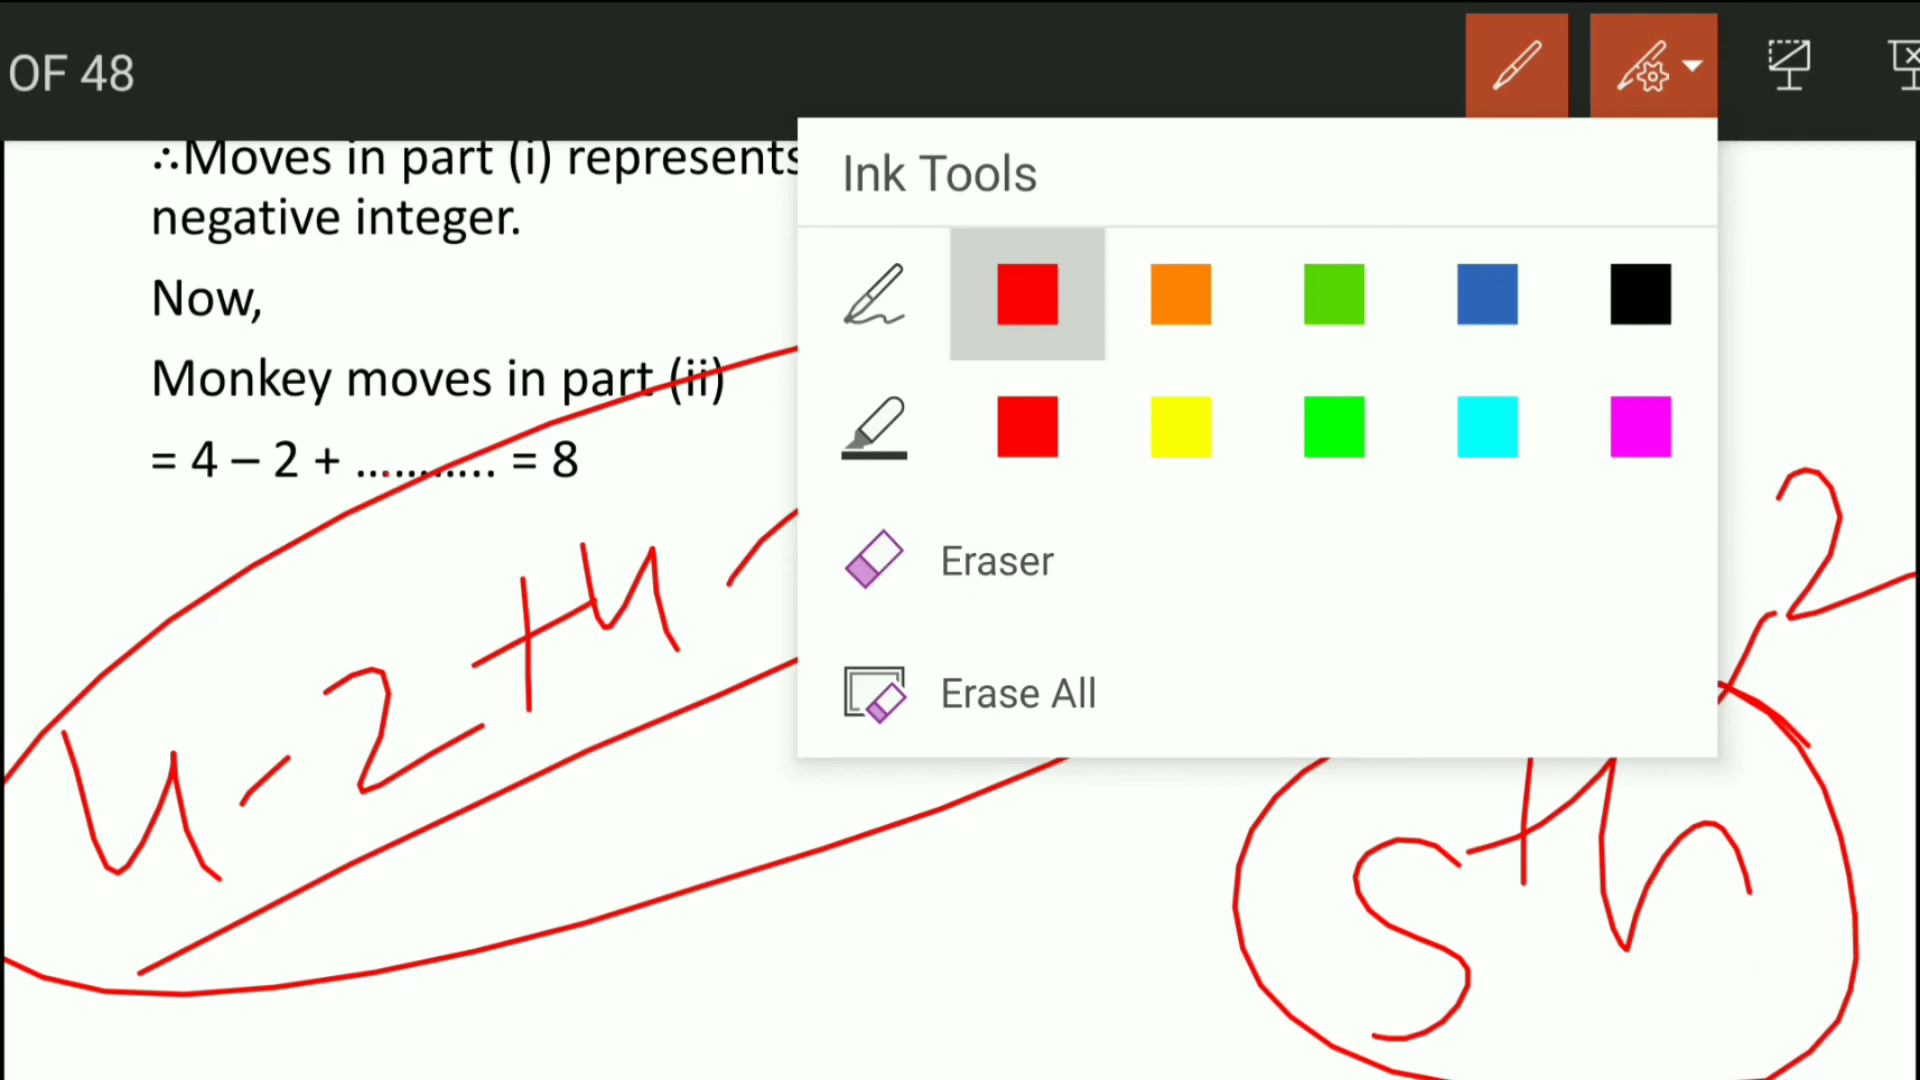 OF 48
∴Moves in part (i) represents
negative integer.
Now,
Monkey moves in part (ii)
= 4 – 2 + ........... = 8
Ink Tools
Eraser
Erase All
4 - 2 + 4 -
2
5th